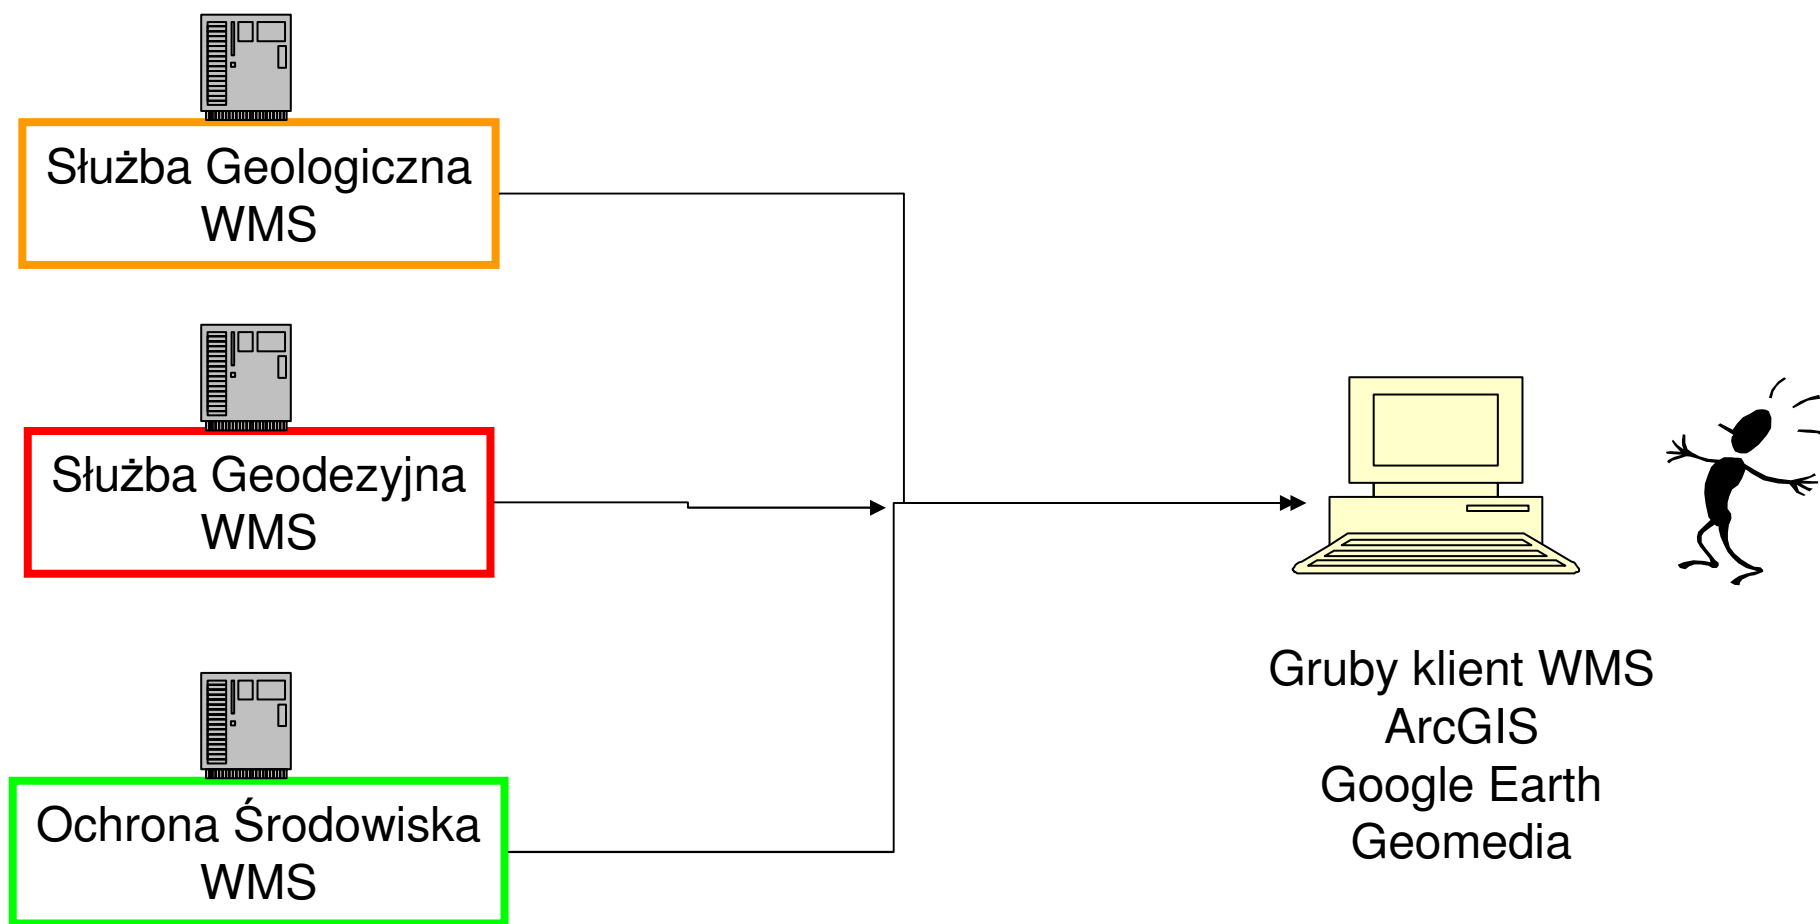 Służba Geologiczna
WMS
Służba Geodezyjna
WMS
Ochrona Środowiska
WMS
Gruby klient WMS
ArcGIS
Google Earth
Geomedia